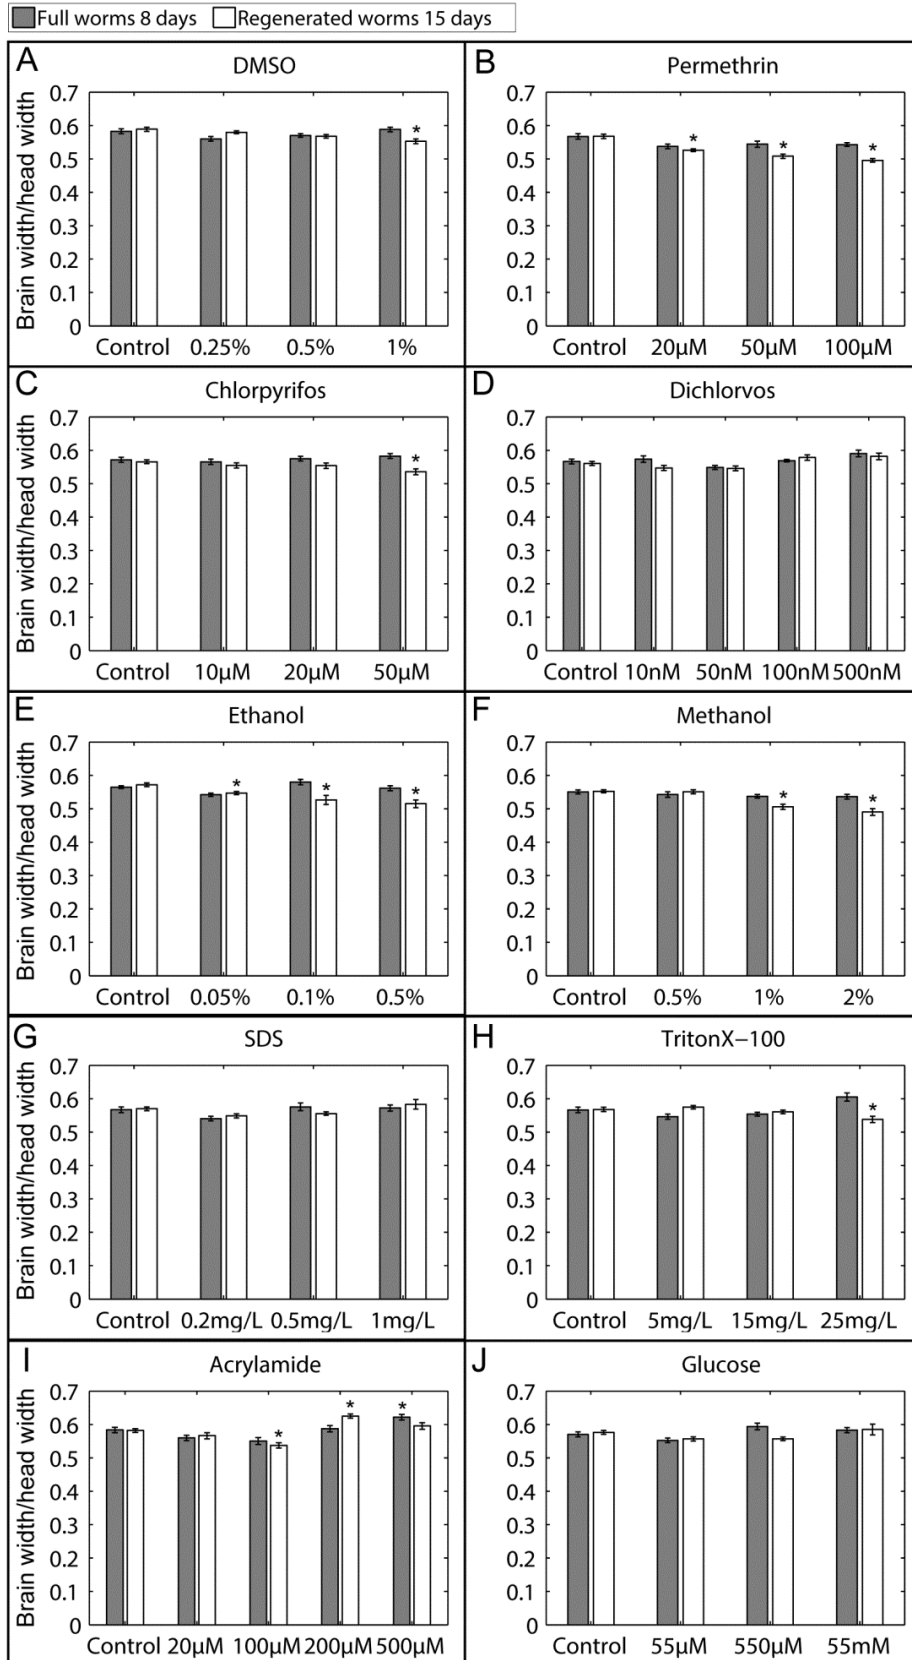 Full worms 8 days Regenerated worms 15 days
A DMSO
Brain width/head width
0.7
0.6 *
0.5
0.4
0.3
0.2
0.1
0
Control 0.25% 0.5% 1%
B Permethrin
0.7
0.6 * * *
0.5
0.4
0.3
0.2
0.1
0
Control 20µM 50µM 100µM
C Chlorpyrifos
Brain width/head width
0.7
0.6 *
0.5
0.4
0.3
0.2
0.1
0
Control 10µM 20µM 50µM
D Dichlorvos
0.7
0.6
0.5
0.4
0.3
0.2
0.1
0
Control 10nM 50nM 100nM 500nM
E Ethanol
Brain width/head width
0.7
0.6 * * *
0.5
0.4
0.3
0.2
0.1
0
Control 0.05% 0.1% 0.5%
F Methanol
0.7
0.6 * *
0.5
0.4
0.3
0.2
0.1
0
Control 0.5% 1% 2%
G SDS
Brain width/head width
0.7
0.6
0.5
0.4
0.3
0.2
0.1
0
Control 0.2mg/L 0.5mg/L 1mg/L
H TritonX−100
0.7
0.6 *
0.5
0.4
0.3
0.2
0.1
0
Control 5mg/L 15mg/L 25mg/L
I Acrylamide
Brain width/head width
0.7
0.6 * * *
0.5
0.4
0.3
0.2
0.1
0
Control 20µM 100µM 200µM 500µM
J Glucose
0.7
0.6
0.5
0.4
0.3
0.2
0.1
0
Control 55µM 550µM 55mM